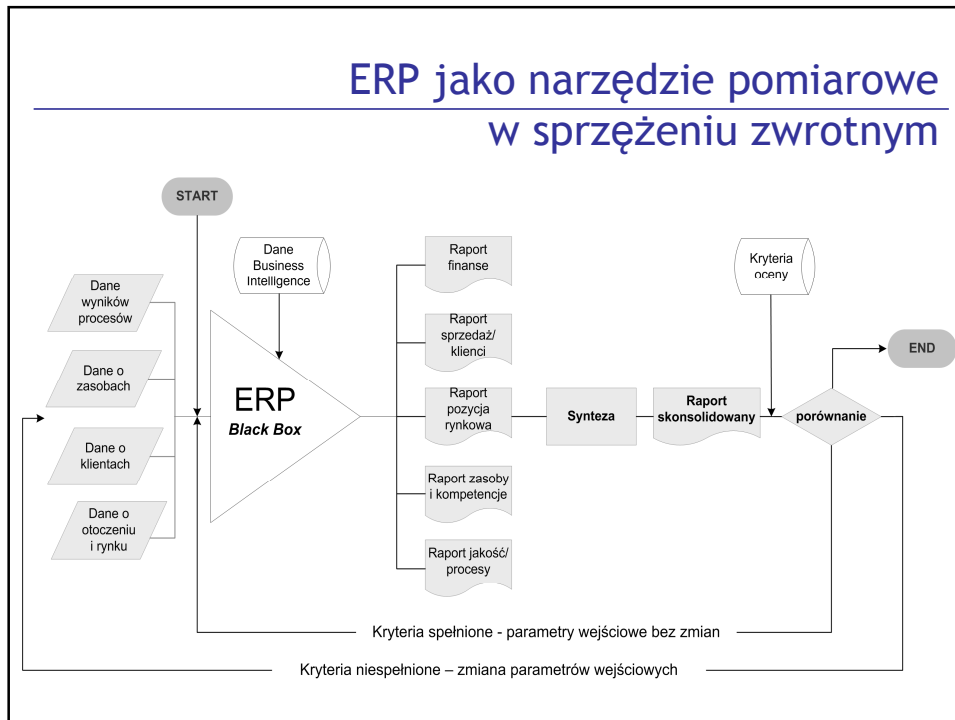 ERP jako narzędzie pomiarowe
w sprzężeniu zwrotnym
START
Dane
Business
Intelligence
Dane
wyników
procesów
Dane o
zasobach
Dane o
klientach
Dane o
otoczeniu
i rynku
ERP
Black Box
Raport
finanse
Raport
sprzedaż/
klienci
Raport
pozycja
rynkowa
Raport zasoby
i kompetencje
Raport jakość/
procesy
Synteza
Raport
skonsolidowany
Kryteria
oceny
porównanie
END
Kryteria spełnione - parametry wejściowe bez zmian
Kryteria niespełnione – zmiana parametrów wejściowych